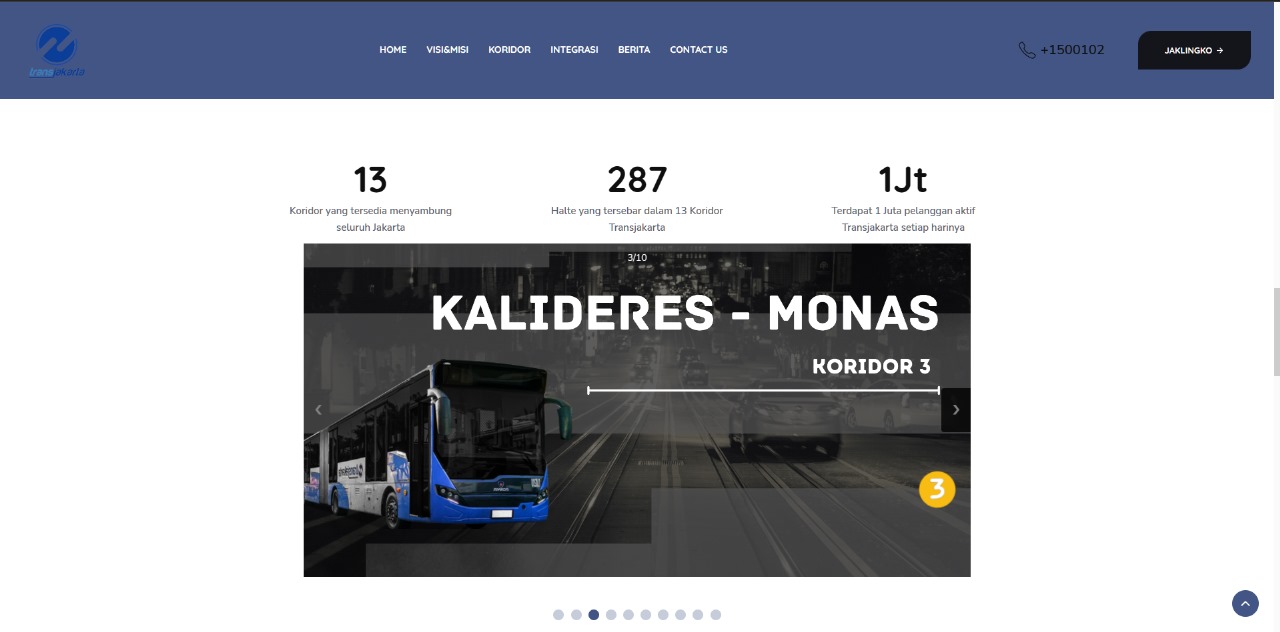 transjakarta
HOME VISI&MISI KORIDOR INTEGRASI BERITA CONTACT US
+1500102
JAKLINGKO →
13
Koridor yang tersedia menyambung
seluruh Jakarta
287
Halte yang tersebar dalam 13 Koridor
Transjakarta
1Jt
Terdapat 1 Juta pelanggan aktif
Transjakarta setiap harinya
3/10
KALIDERES - MONAS
KORIDOR 3
3